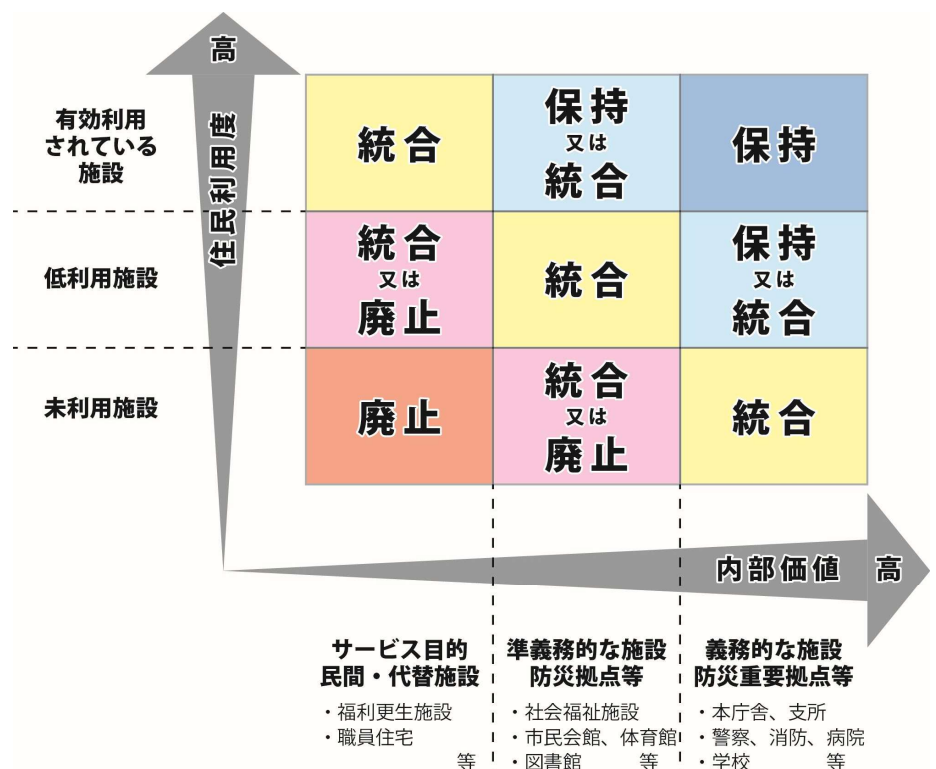 高
住民利用度
有効利用
されている
施設
統合
保持
又は
統合
保持
低利用施設
統合
又は
廃止
統合
保持
又は
統合
未利用施設
廃止
統合
又は
廃止
統合
内部価値 高
サービス目的
民間・代替施設
・福利更生施設
・職員住宅
等
準義務的な施設
防災拠点等
・社会福祉施設
・市民会館、体育館
・図書館 等
義務的な施設
防災重要拠点等
・本庁舎、支所
・警察、消防、病院
・学校 等